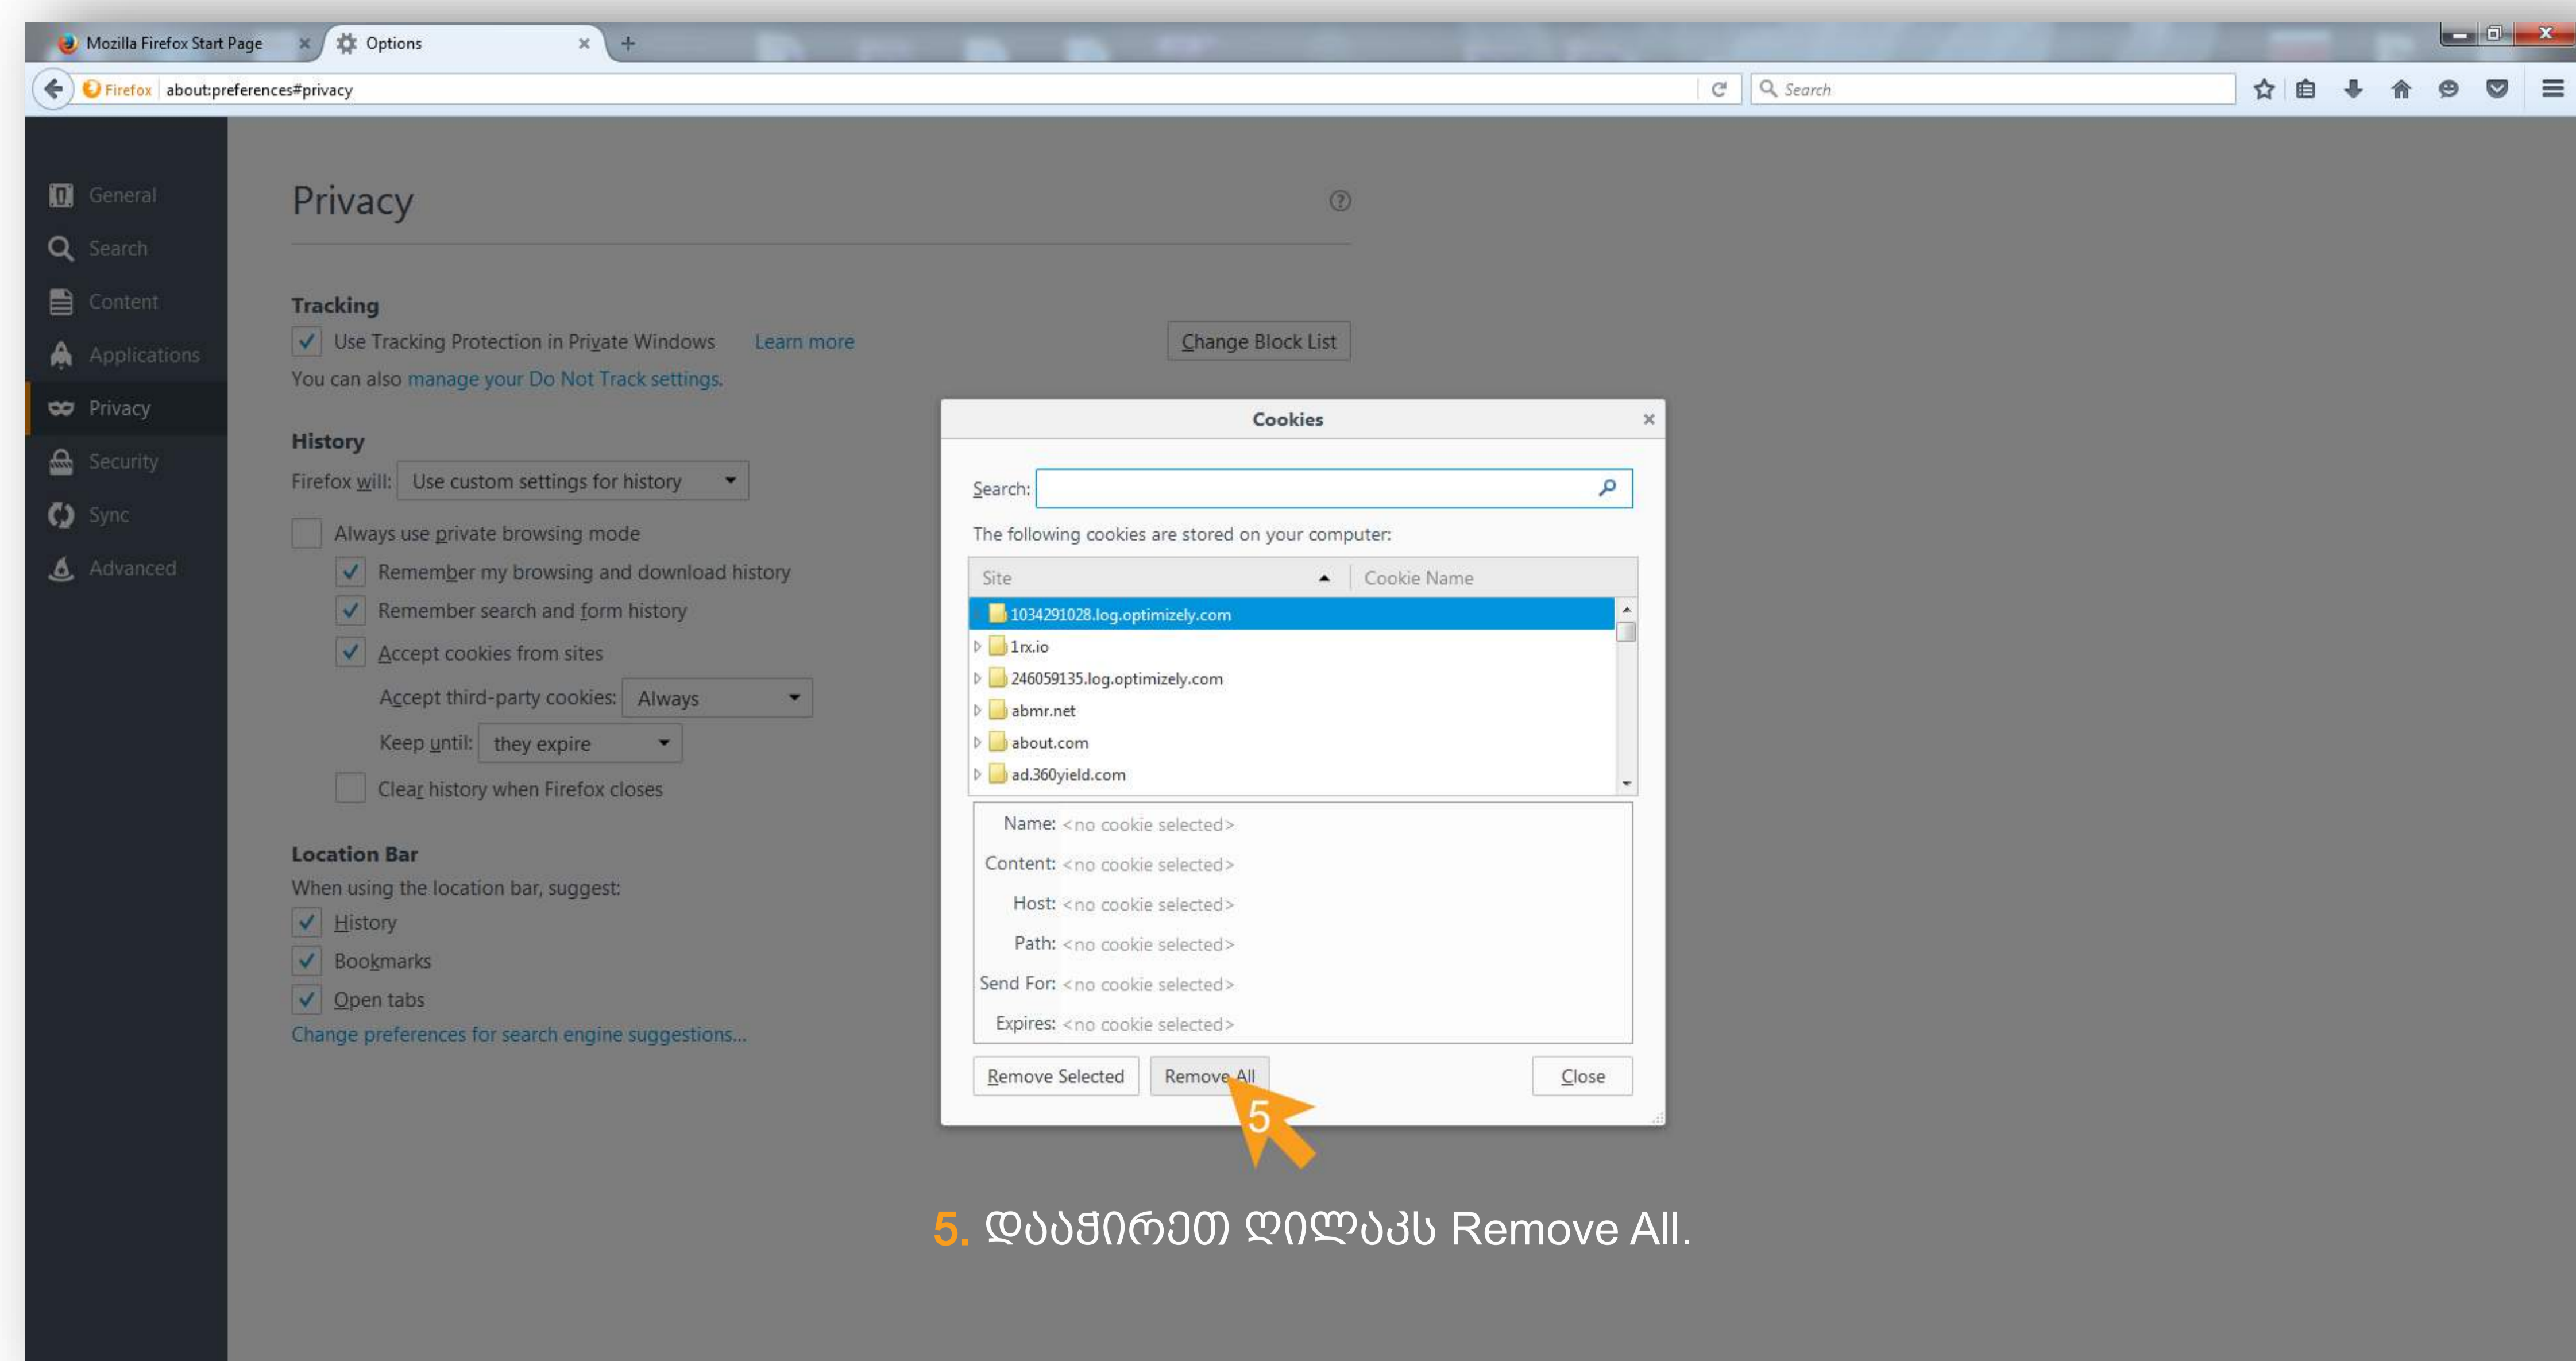 Mozilla Firefox Start Page
Options
Firefox about:preferences#privacy
Search
General
Search
Content
Applications
Privacy
Security
Sync
Advanced
Privacy
Tracking
Use Tracking Protection in Private Windows Learn more
Change Block List
You can also manage your Do Not Track settings.
History
Firefox will: Use custom settings for history
Always use private browsing mode
Remember my browsing and download history
Remember search and form history
Accept cookies from sites
Accept third-party cookies: Always
Keep until: they expire
Clear history when Firefox closes
Location Bar
When using the location bar, suggest:
History
Bookmarks
Open tabs
Change preferences for search engine suggestions...
Cookies
Search:
The following cookies are stored on your computer:
Site Cookie Name
1034291028.log.optimizely.com
1rx.io
246059135.log.optimizely.com
abmr.net
about.com
ad.360yield.com
Name: <no cookie selected>
Content: <no cookie selected>
Host: <no cookie selected>
Path: <no cookie selected>
Send For: <no cookie selected>
Expires: <no cookie selected>
Remove Selected Remove All Close
5
5. დააჭირეთ ღილაკს Remove All.